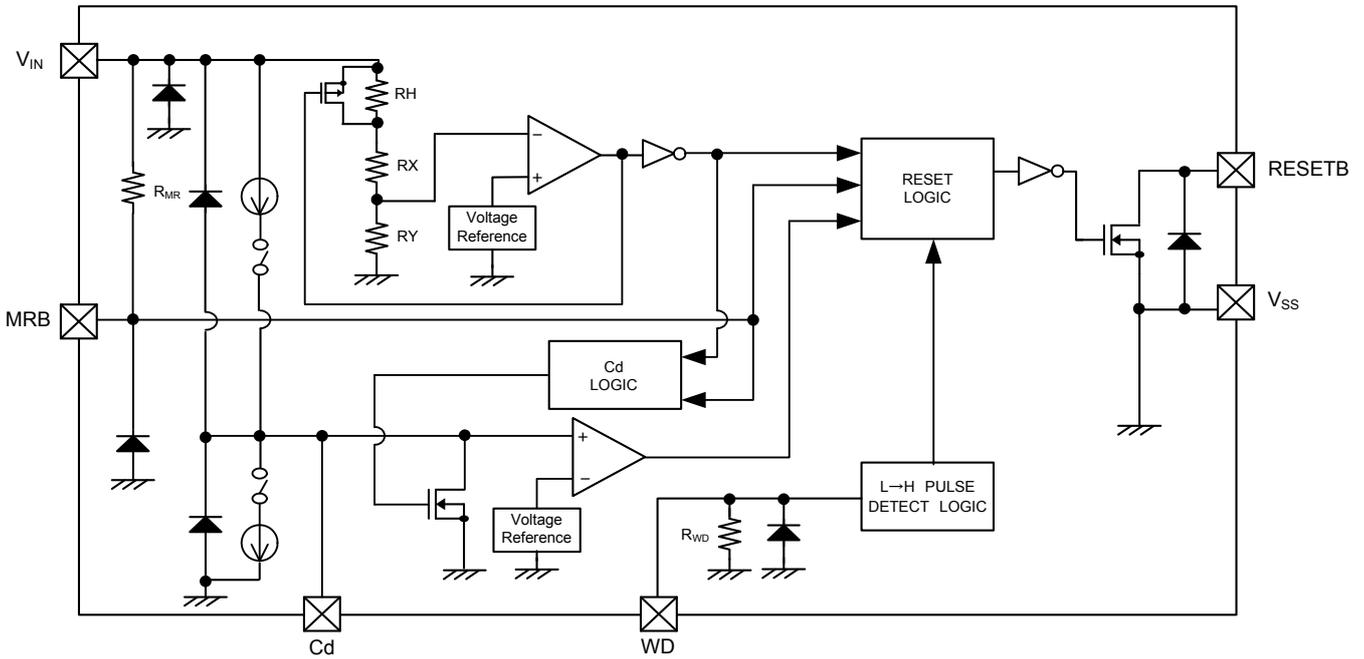 VIN
RH
RX
RMR
RY
Voltage
Reference
−
+
RESET
LOGIC
RESETB
MRB
VSS
Cd
LOGIC
+
−
Voltage
Reference
L→H PULSE
DETECT LOGIC
RWD
Cd
WD